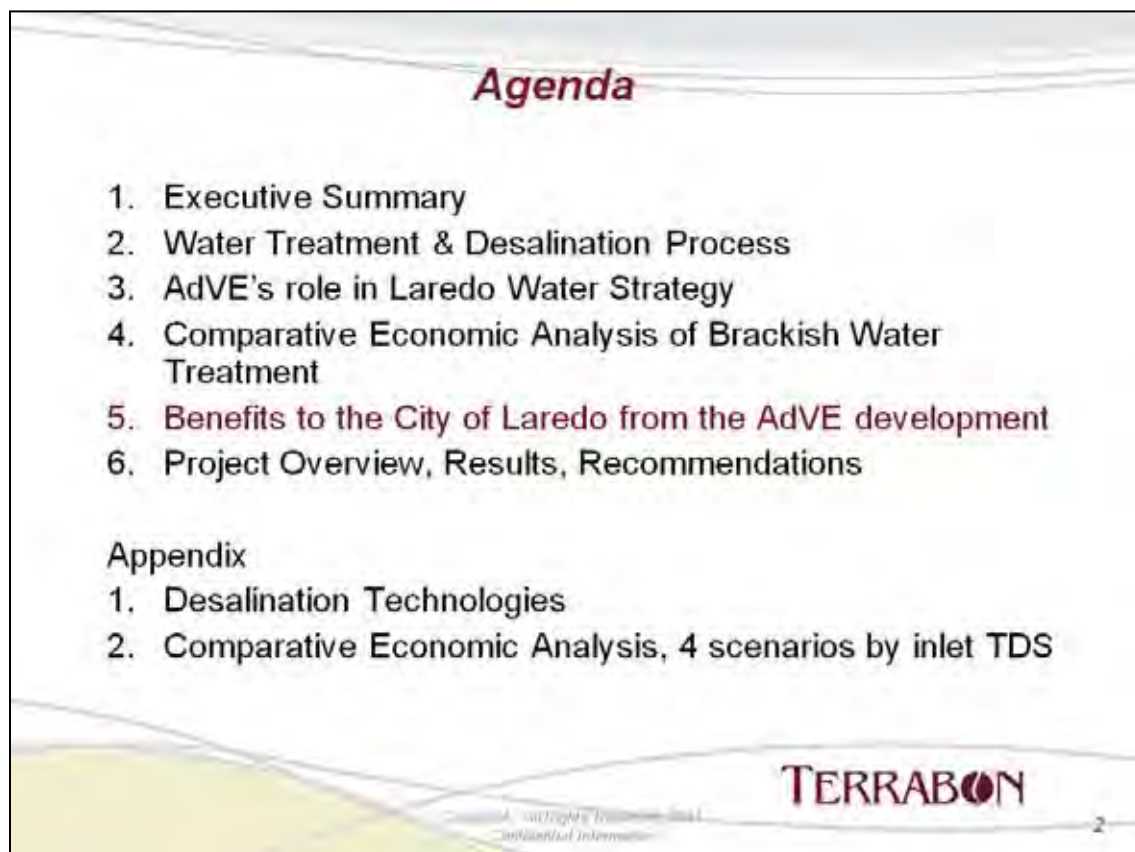 Agenda
1. Executive Summary
2. Water Treatment & Desalination Process
3. AdVE's role in Laredo Water Strategy
4. Comparative Economic Analysis of Brackish Water
Treatment
5. Benefits to the City of Laredo from the AdVE development
6. Project Overview, Results, Recommendations
Appendix
1. Desalination Technologies
2. Comparative Economic Analysis, 4 scenarios by inlet TDS
TERRABON
2